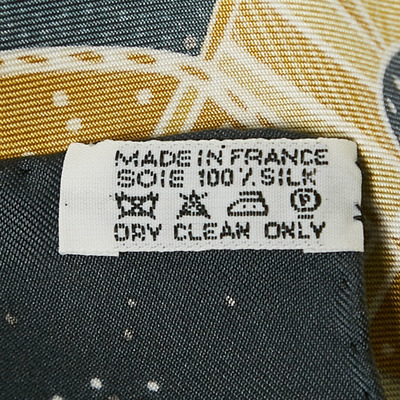 MADE IN FRANCE
SOIE 100% SILK
P
DRY CLEAN ONLY